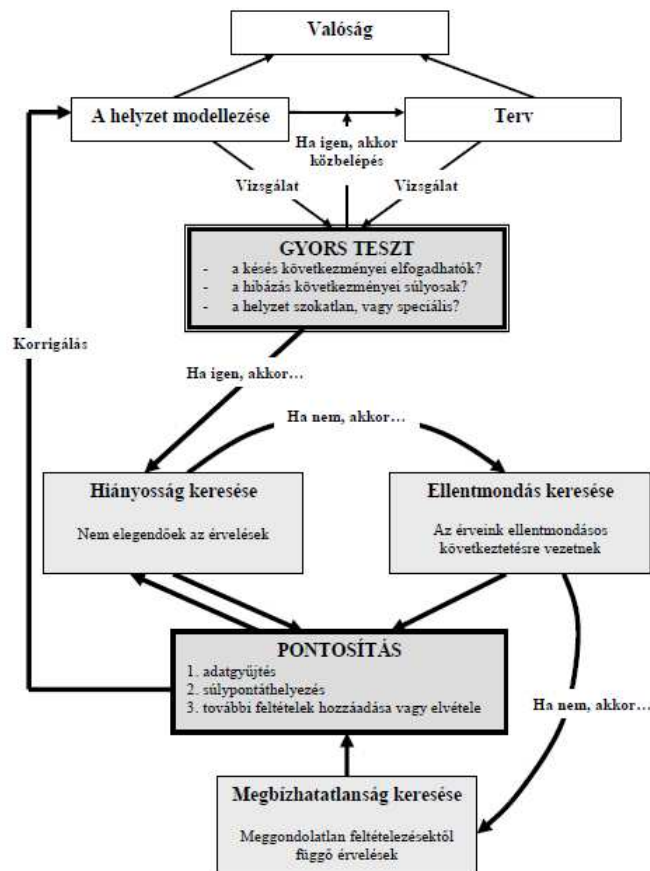 Valóság
A helyzet modellezése
Terv
Ha igen, akkor
közbelépés
Vizsgálat
Vizsgálat
GYORS TESZT
- a késés következményei elfogadhatók?
- a hibázás következményei súlyosak?
- a helyzet szokatlan, vagy speciális?
Korrigálás
Ha igen, akkor…
Ha nem, akkor…
Hiányosság keresése
Nem elegendőek az érvelések
Ellentmondás keresése
Az érveink ellentmondásos
következtetésre vezetnek
PONTOSÍTÁS
1. adatgyűjtés
2. súlypontáthelyezés
3. további feltételek hozzáadása vagy elvétele
Ha nem, akkor…
Megbízhatatlanság keresése
Meggondolatlan feltételezésektől
függő érvelések